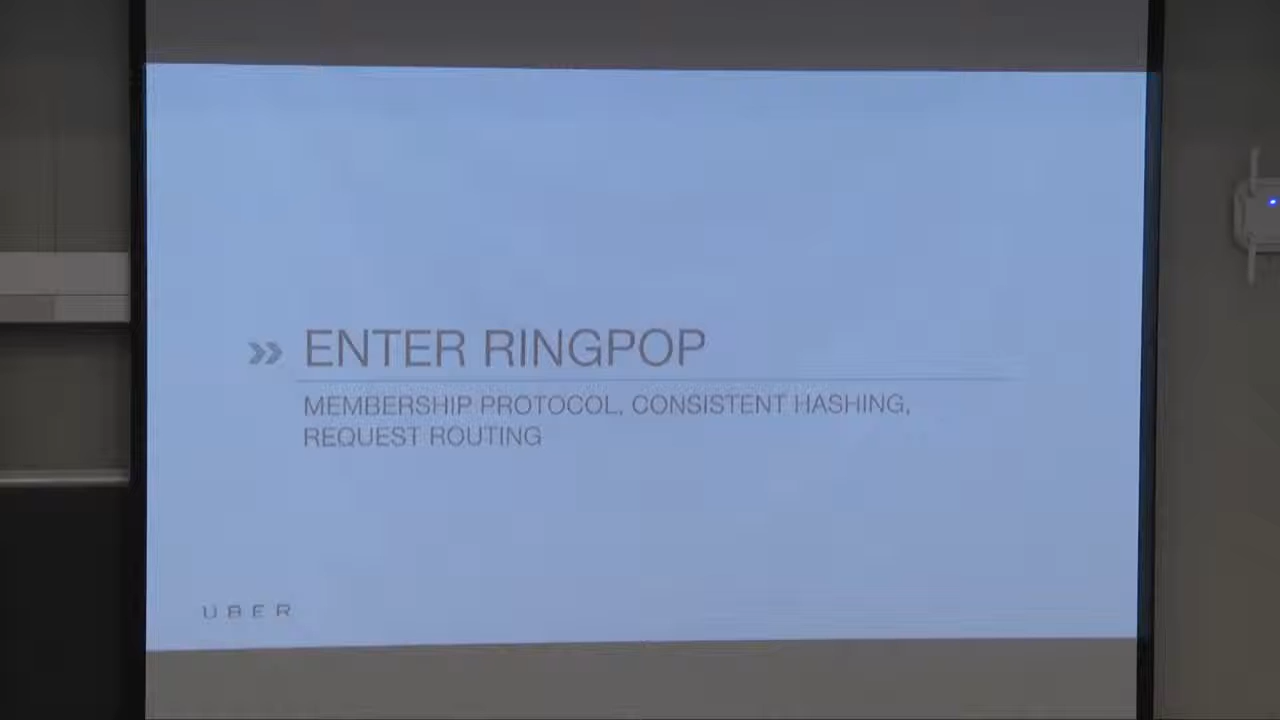 » ENTER RINGPOP
MEMBERSHIP PROTOCOL, CONSISTENT HASHING,
REQUEST ROUTING
UBER